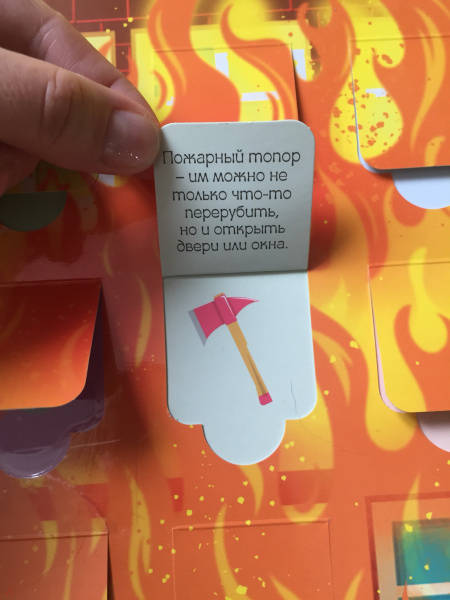 Пожарный топор
– им можно не
только что-то
перерубить,
но и открыть
двери или окна.